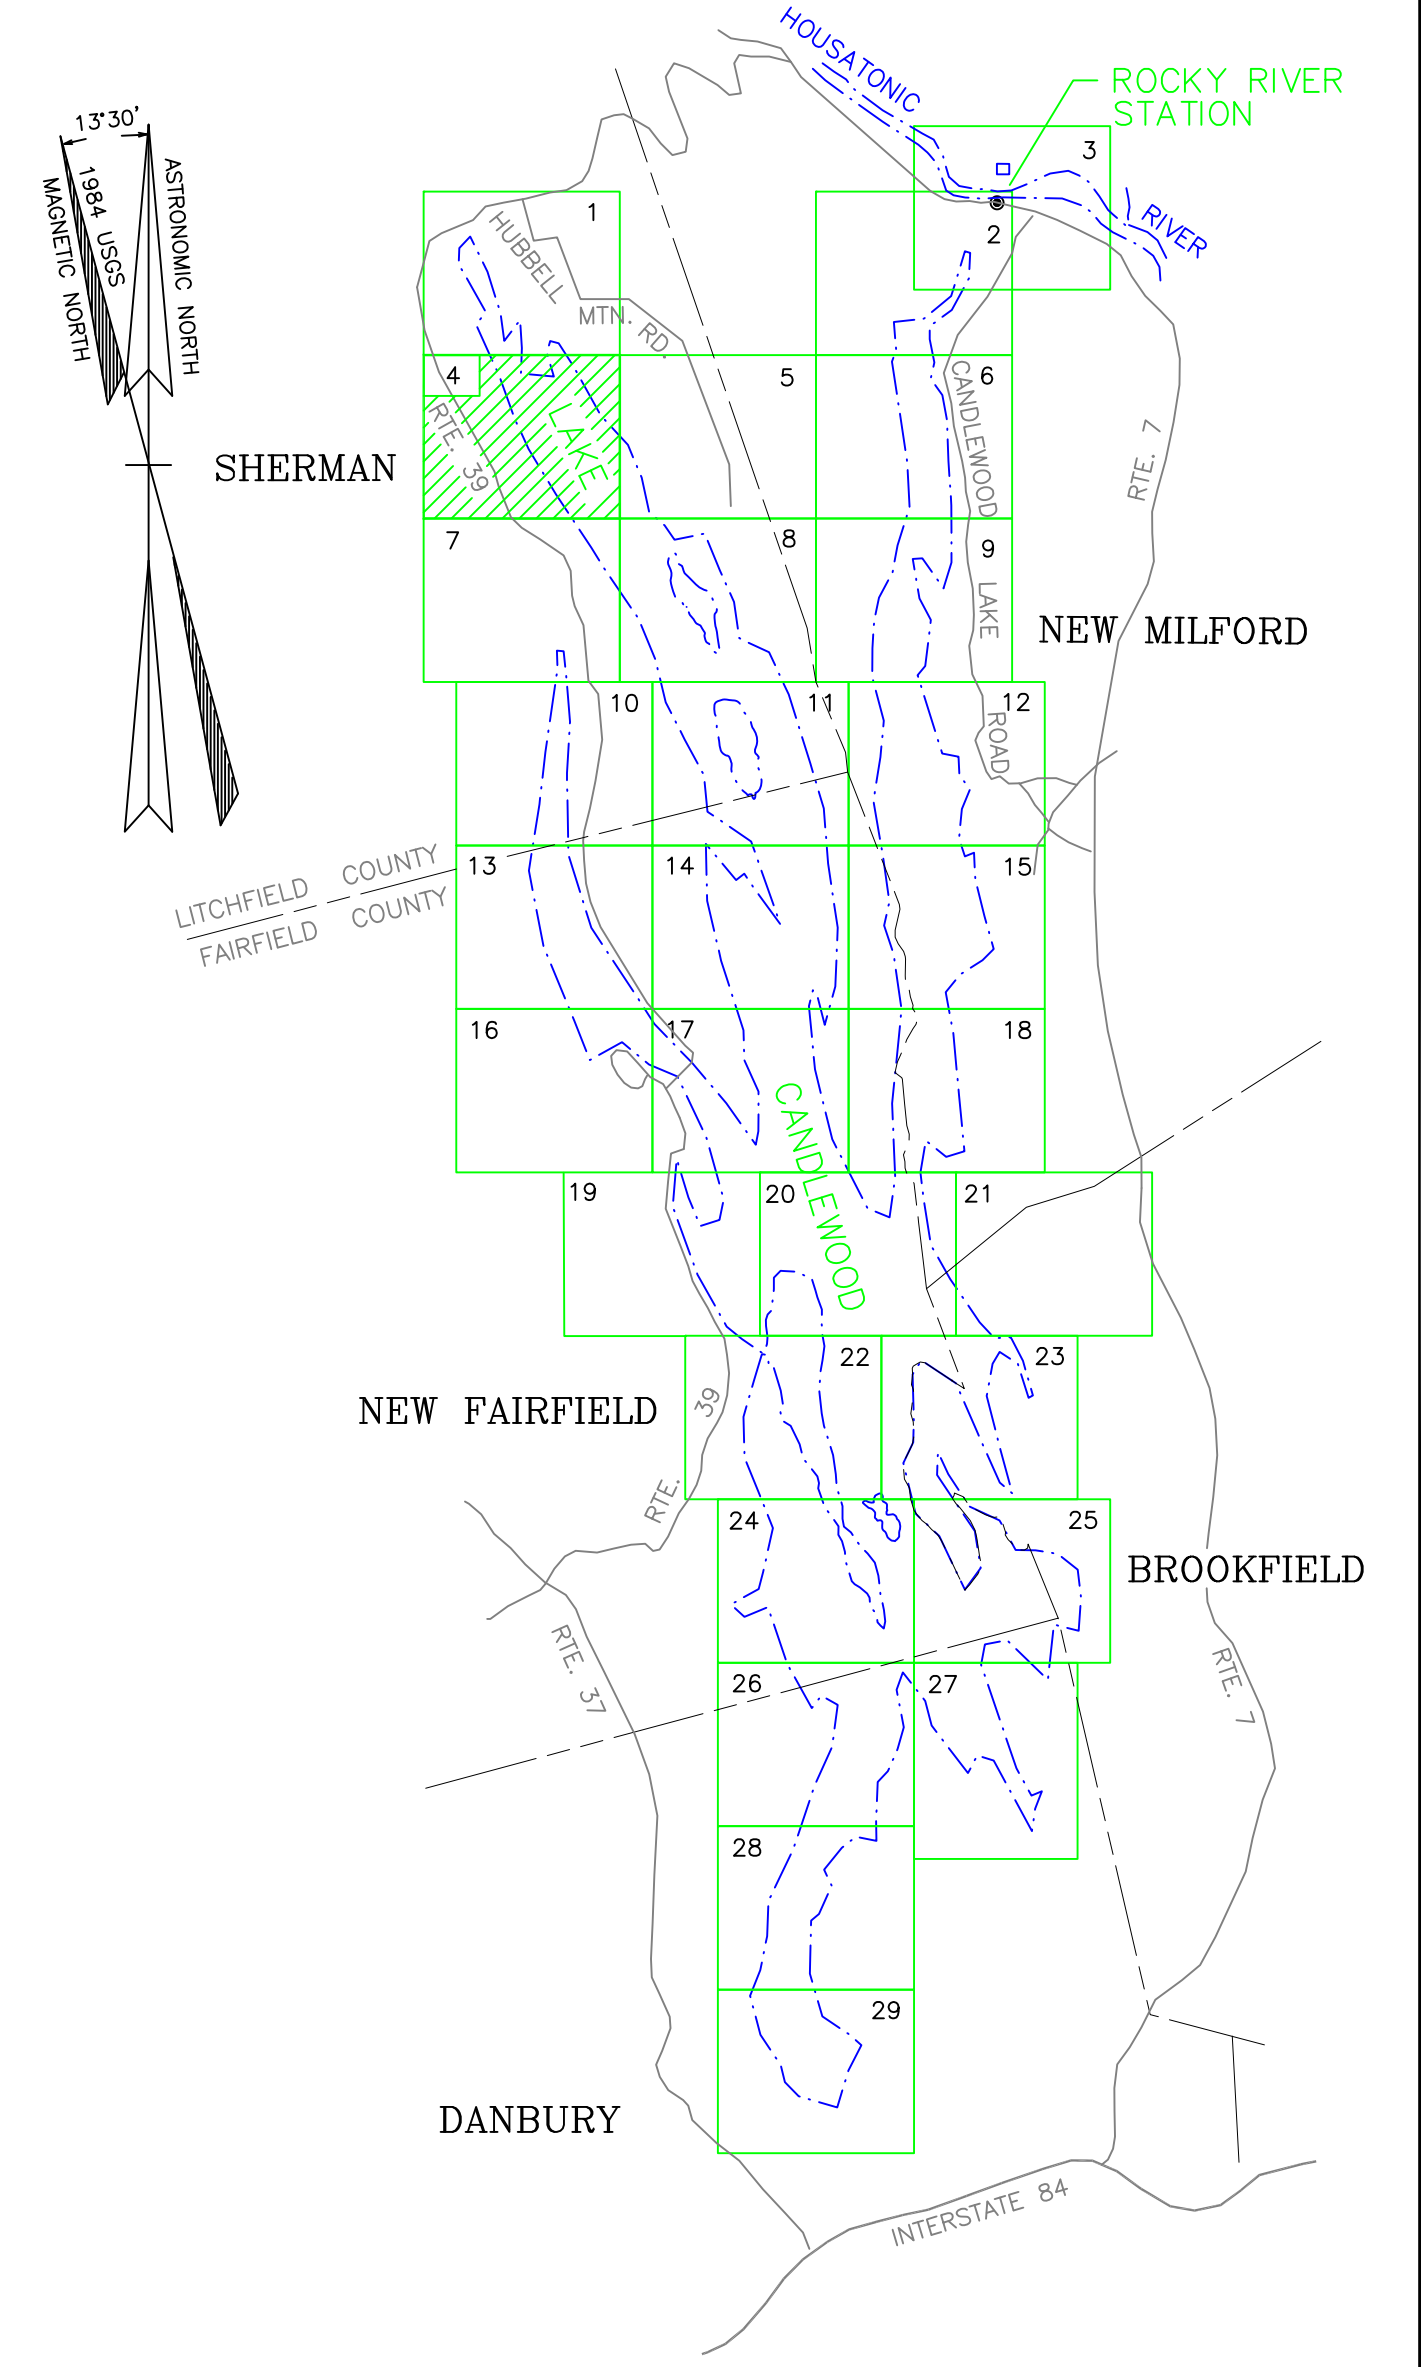 HOUSATONIC
ROCKY RIVER
STATION
13°30'
ASTRONOMIC NORTH
1984 USGS
MAGNETIC NORTH
3
RIVER
1
2
HUBBELL
MTN. RD.
4
5
6
LAKE
RTE. 39
CANDLEWOOD
RTE. 7
SHERMAN
7
8
9
LAKE
NEW MILFORD
10
11
12
ROAD
LITCHFIELD COUNTY
FAIRFIELD COUNTY
13
14
15
16
17
18
CANDLEWOOD
19
20
21
22
23
NEW FAIRFIELD
RTE. 39
24
25
BROOKFIELD
RTE. 37
RTE. 7
26
27
28
29
DANBURY
INTERSTATE 84